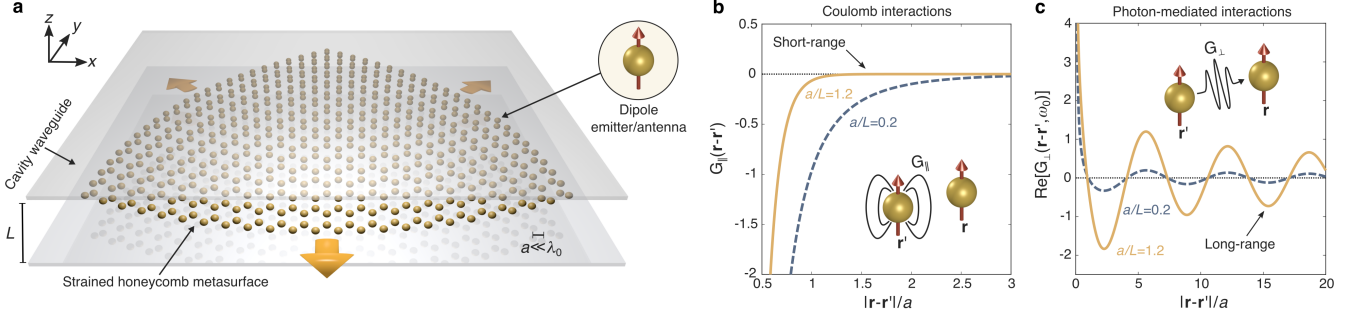 a
z
y
x
Cavity waveguide
L
Strained honeycomb metasurface
a≪λ₀
Dipole
emitter/antenna
b
Coulomb interactions
Short-range
a/L=1.2
a/L=0.2
G∥
r'
r
G∥(r-r')
0
-0.5
-1
-1.5
-2
0.5
1
1.5
2
2.5
3
|r-r'|/a
c
Photon-mediated interactions
G⊥
r'
r
a/L=0.2
a/L=1.2
Long-range
Re[G⊥(r-r',ω₀)]
4
3
2
1
0
-1
-2
0
5
10
15
20
|r-r'|/a